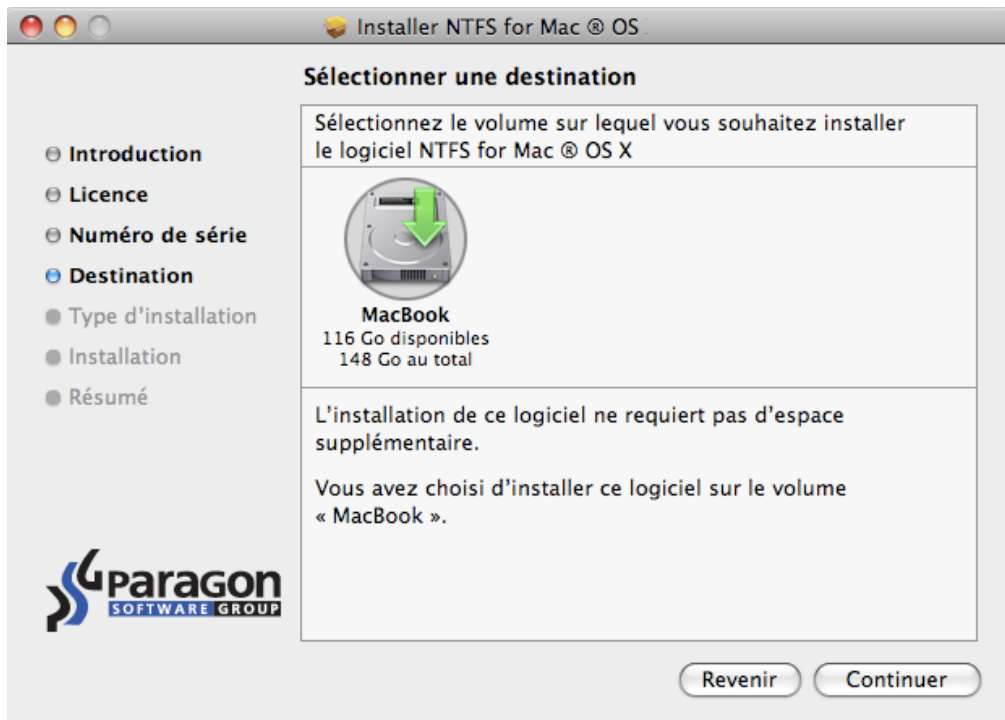 Installer NTFS for Mac ® OS
Sélectionner une destination
Introduction
Licence
Numéro de série
Destination
Type d'installation
Installation
Résumé
Sélectionnez le volume sur lequel vous souhaitez installer
le logiciel NTFS for Mac ® OS X
MacBook
116 Go disponibles
148 Go au total
L'installation de ce logiciel ne requiert pas d'espace
supplémentaire.
Vous avez choisi d'installer ce logiciel sur le volume
« MacBook ».
Paragon
SOFTWARE GROUP
Revenir
Continuer